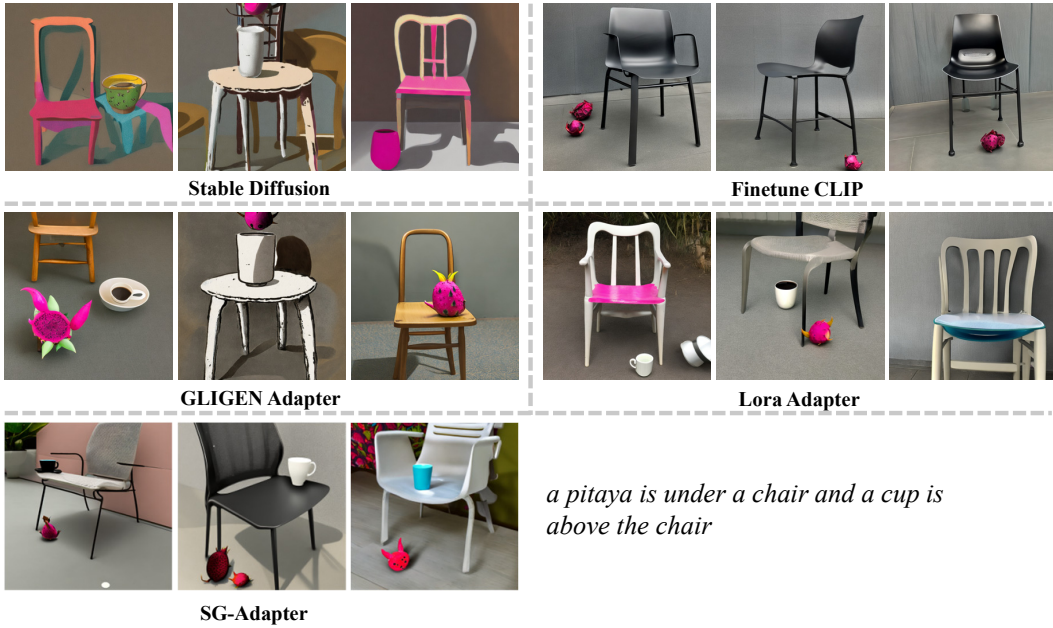 Stable Diffusion
Finetune CLIP
GLIGEN Adapter
Lora Adapter
a pitaya is under a chair and a cup is
above the chair
SG-Adapter